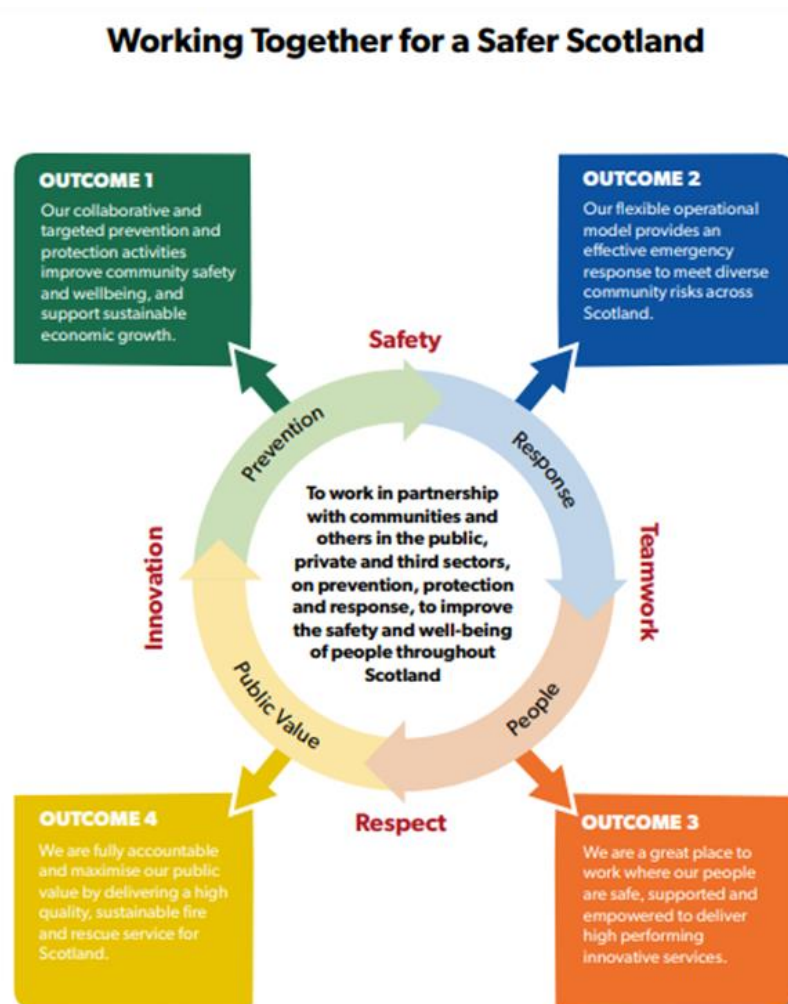 Working Together for a Safer Scotland
OUTCOME 1
Our collaborative and
targeted prevention and
protection activities
improve community safety
and wellbeing, and
support sustainable
economic growth.
OUTCOME 2
Our flexible operational
model provides an
effective emergency
response to meet diverse
community risks across
Scotland.
Safety
Prevention
Response
Innovation
To work in partnership
with communities and
others in the public,
private and third sectors,
on prevention, protection
and response, to improve
the safety and well-being
of people throughout
Scotland
Teamwork
Public Value
People
Respect
OUTCOME 4
We are fully accountable
and maximise our public
value by delivering a high
quality, sustainable fire
and rescue service for
Scotland.
OUTCOME 3
We are a great place to
work where our people
are safe, supported and
empowered to deliver
high performing
innovative services.